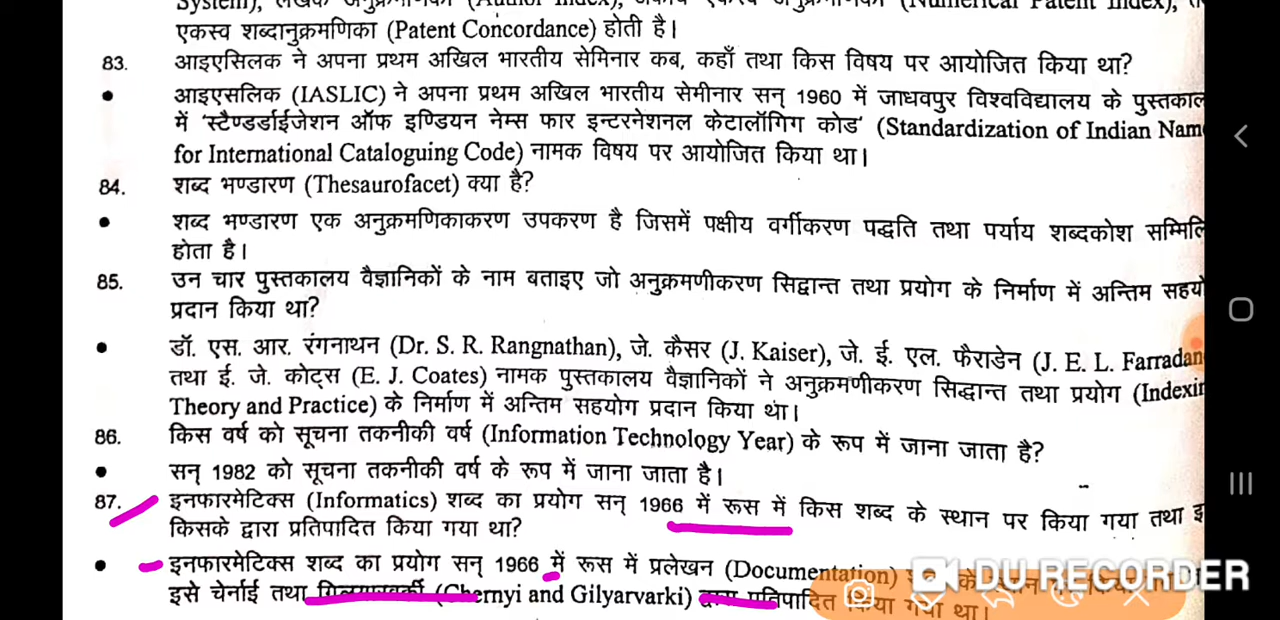 एकस्व शब्दानुक्रमणिका (Patent Concordance) होती है।
83. आइएसिलक ने अपना प्रथम अखिल भारतीय सेमिनार कब, कहाँ तथा किस विषय पर आयोजित किया था?
• आइएसलिक (IASLIC) ने अपना प्रथम अखिल भारतीय सेमीनार सन् 1960 में जाधवपुर विश्वविद्यालय के पुस्तकाल
में 'स्टैण्डर्डाईजेशन ऑफ इण्डियन नेम्स फार इन्टरनेशनल केटालॉगिग कोड' (Standardization of Indian Nam
for International Cataloguing Code) नामक विषय पर आयोजित किया था।
84. शब्द भण्डारण (Thesaurofacet) क्या है?
• शब्द भण्डारण एक अनुक्रमणिकाकरण उपकरण है जिसमें पक्षीय वर्गीकरण पद्धति तथा पर्याय शब्दकोश सम्मिलि
होता है।
85. उन चार पुस्तकालय वैज्ञानिकों के नाम बताइए जो अनुक्रमणीकरण सिद्वान्त तथा प्रयोग के निर्माण में अन्तिम सहयो
प्रदान किया था?
• डॉ. एस. आर. रंगनाथन (Dr. S. R. Rangnathan), जे. कैसर (J. Kaiser), जे. ई. एल. फैराडेन (J. E. L. Farradan
तथा ई. जे. कोट्स (E. J. Coates) नामक पुस्तकालय वैज्ञानिकों ने अनुक्रमणीकरण सिद्धान्त तथा प्रयोग (Indexin
Theory and Practice) के निर्माण में अन्तिम सहयोग प्रदान किया था।
86. किस वर्ष को सूचना तकनीकी वर्ष (Information Technology Year) के रूप में जाना जाता है?
• सन् 1982 को सूचना तकनीकी वर्ष के रूप में जाना जाता है।
87. इनफारमेटिक्स (Informatics) शब्द का प्रयोग सन् 1966 में रूस में किस शब्द के स्थान पर किया गया तथा इ
किसके द्वारा प्रतिपादित किया गया था?
• इनफारमेटिक्स शब्द का प्रयोग सन् 1966 में रूस में प्रलेखन (Documentation)
इसे चेर्नाई तथा (Chernyi and Gilyarvarki) द्वारा प्रतिपादित किया गया था।
DU RECORDER